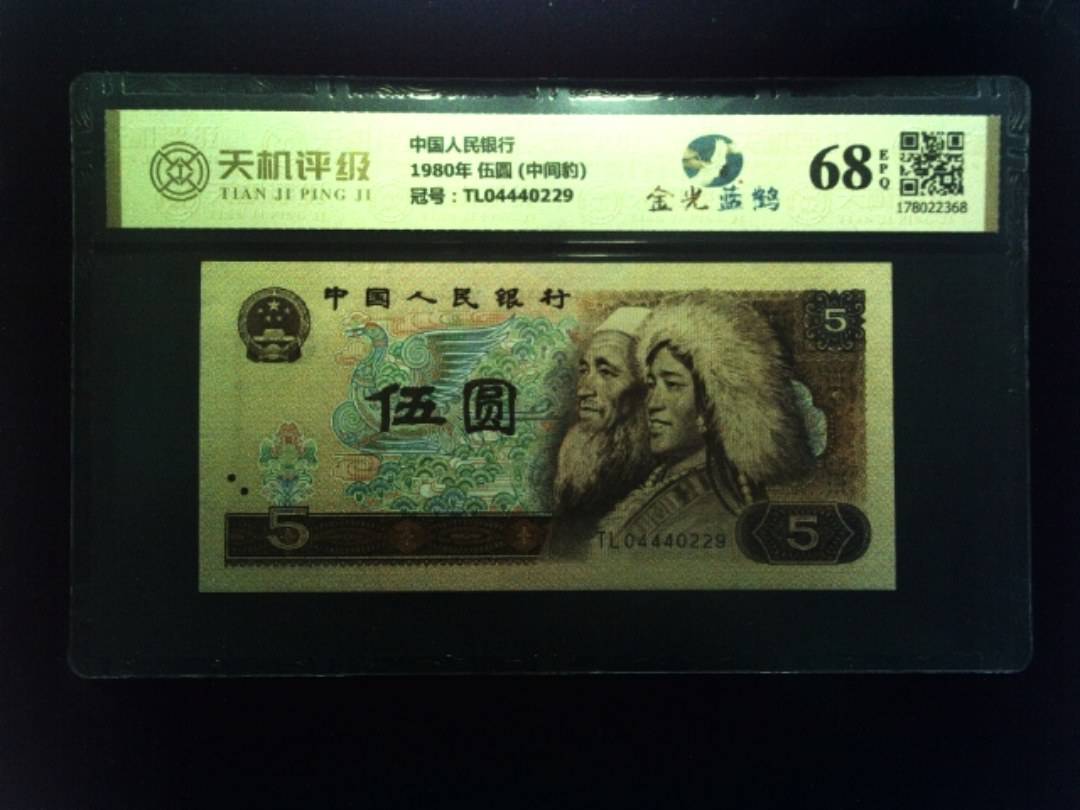 天机评级
TIAN JI PING JI
中国人民银行
1980年 伍圆 (中间豹)
冠号：TL04440229
金光蓝鹤
68
EPQ
178022368
中国人民银行
5
伍圆
5
TL04440229
5